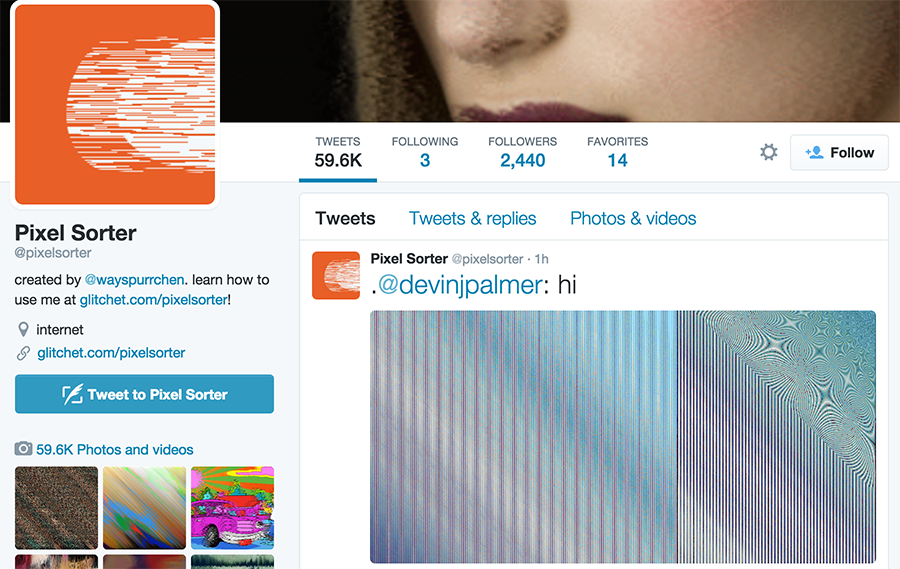 TWEETS FOLLOWING FOLLOWERS FAVORITES
59.6K 3 2,440 14
Follow
Pixel Sorter
@pixelsorter
created by @wayspurrchen. learn how to
use me at glitchet.com/pixelsorter!
internet
glitchet.com/pixelsorter
Tweet to Pixel Sorter
59.6K Photos and videos
Tweets Tweets & replies Photos & videos
Pixel Sorter @pixelsorter · 1h
.@devinjpalmer: hi